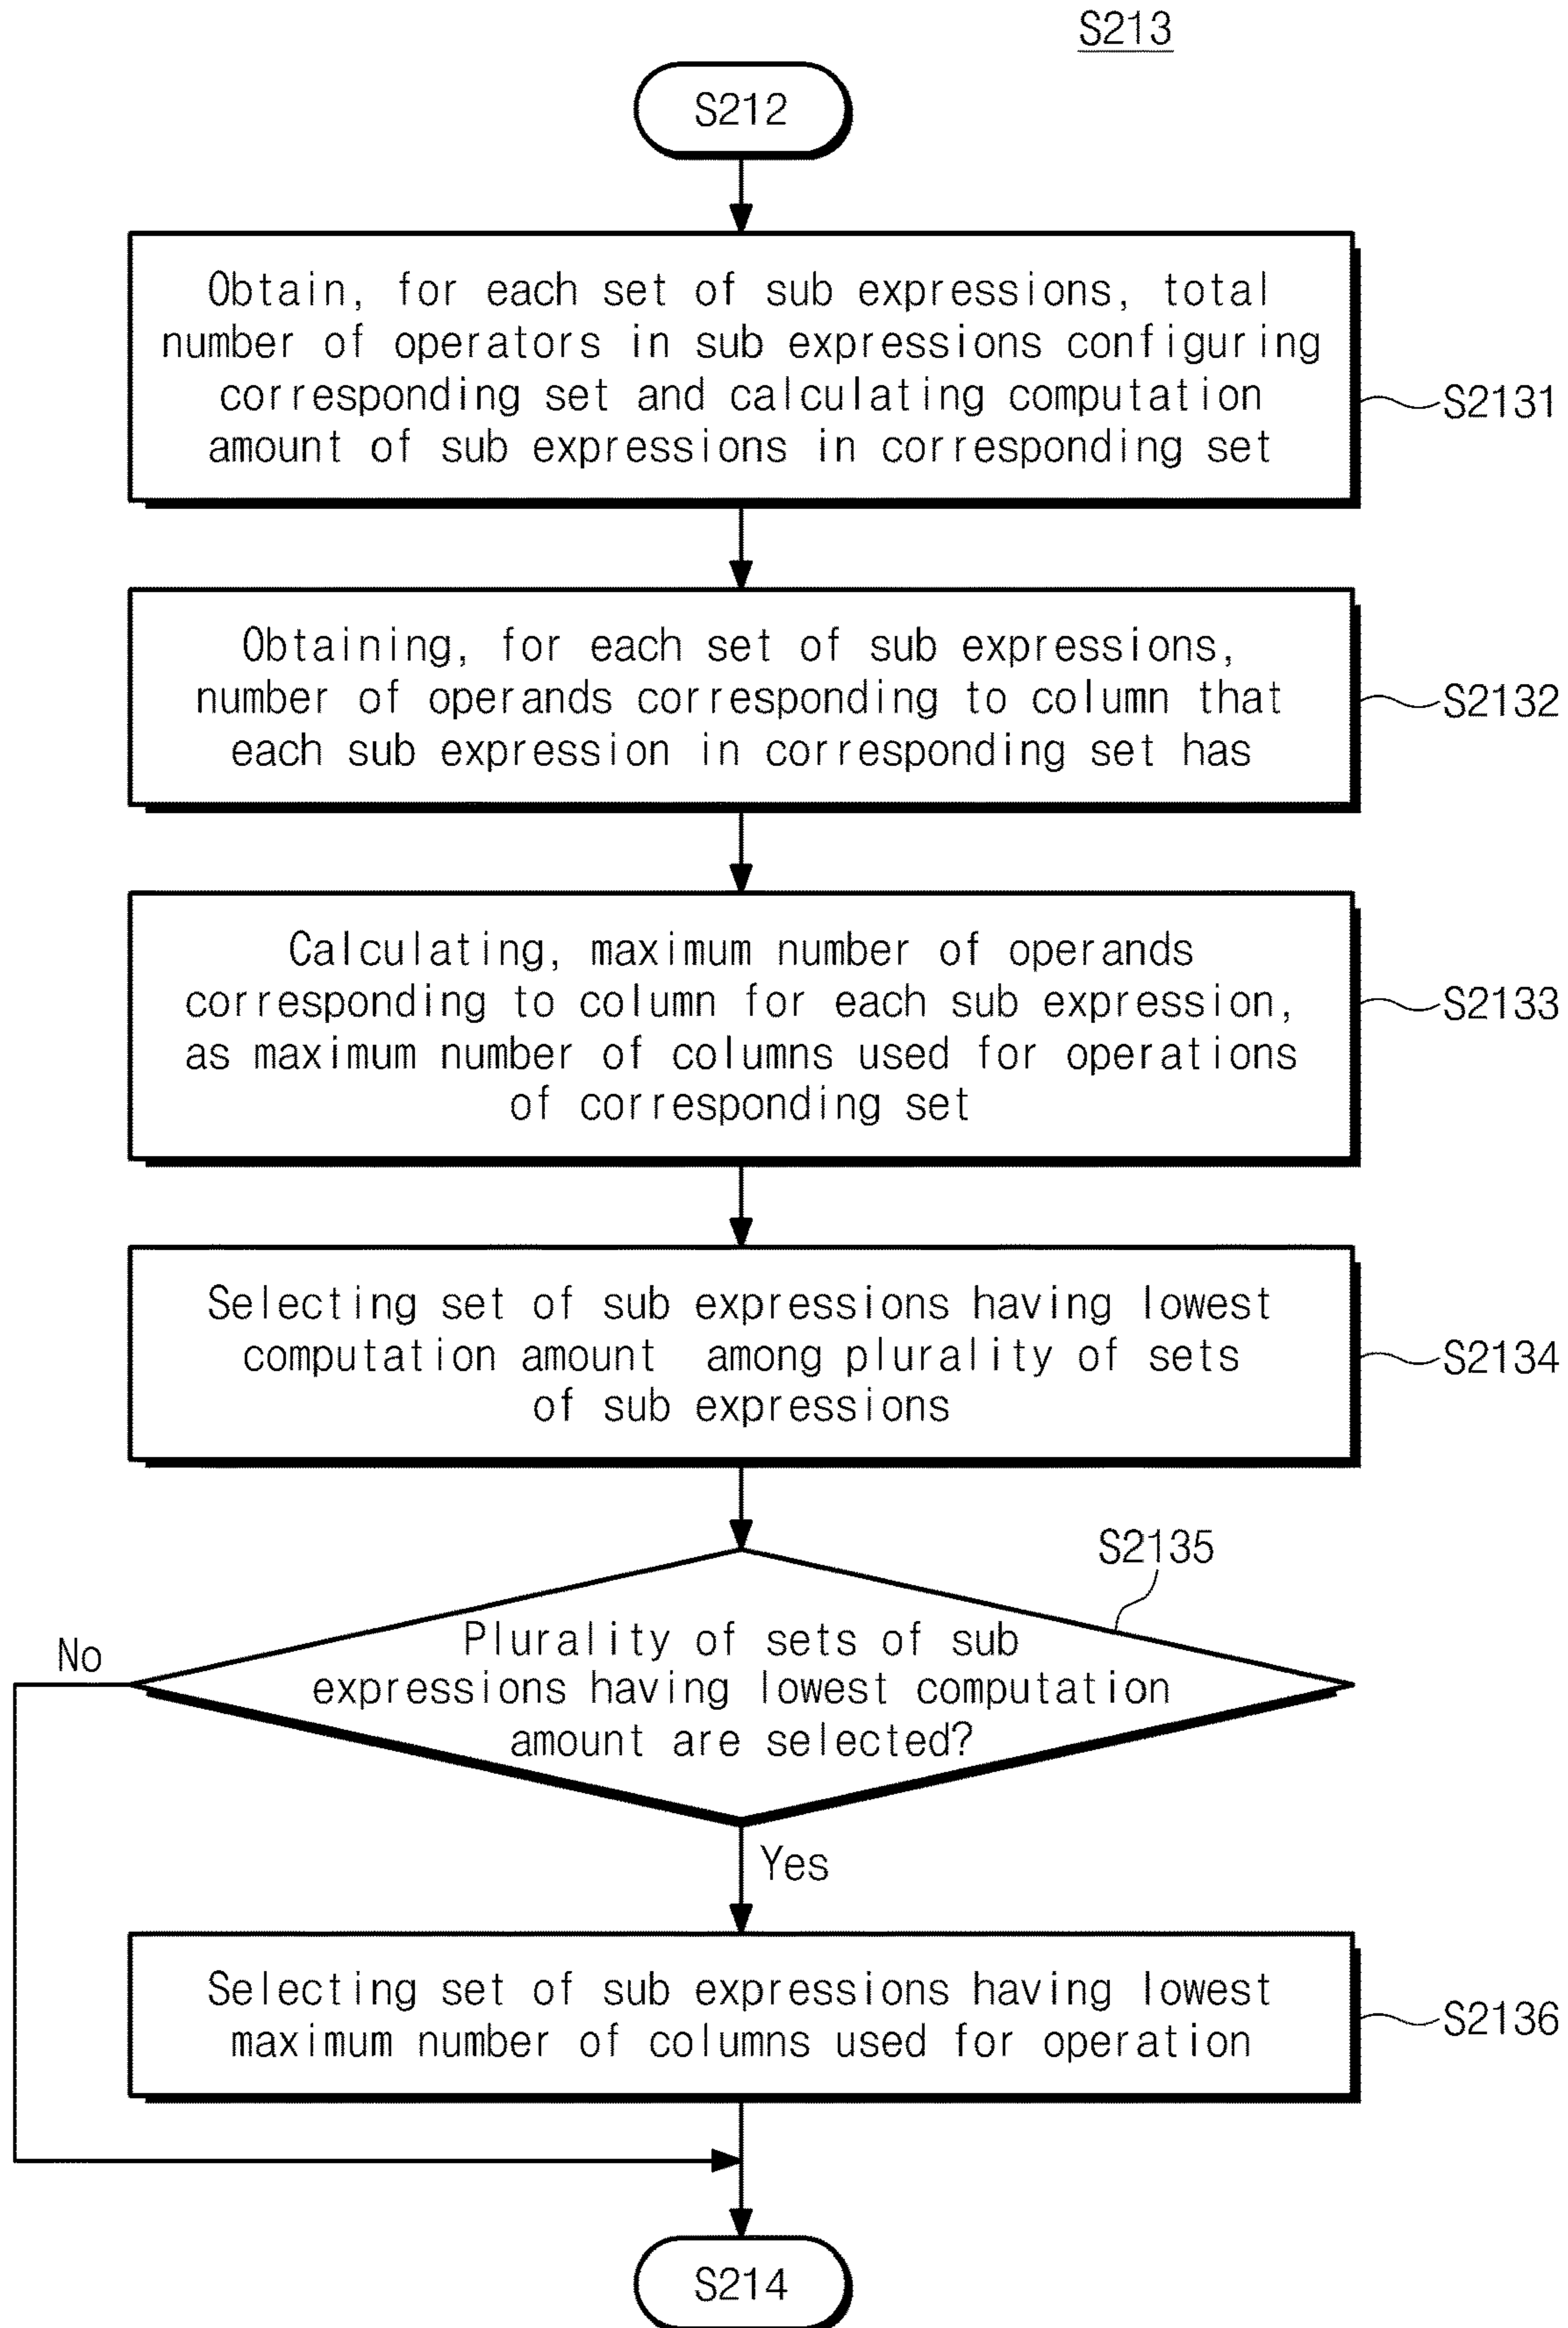 S213
S212
Obtain, for each set of sub expressions, total
number of operators in sub expressions configuring
corresponding set and calculating computation
amount of sub expressions in corresponding set
S2131
Obtaining, for each set of sub expressions,
number of operands corresponding to column that
each sub expression in corresponding set has
S2132
Calculating, maximum number of operands
corresponding to column for each sub expression,
as maximum number of columns used for operations
of corresponding set
S2133
Selecting set of sub expressions having lowest
computation amount among plurality of sets
of sub expressions
S2134
S2135
Plurality of sets of sub
expressions having lowest computation
amount are selected?
No
Yes
Selecting set of sub expressions having lowest
maximum number of columns used for operation
S2136
S214